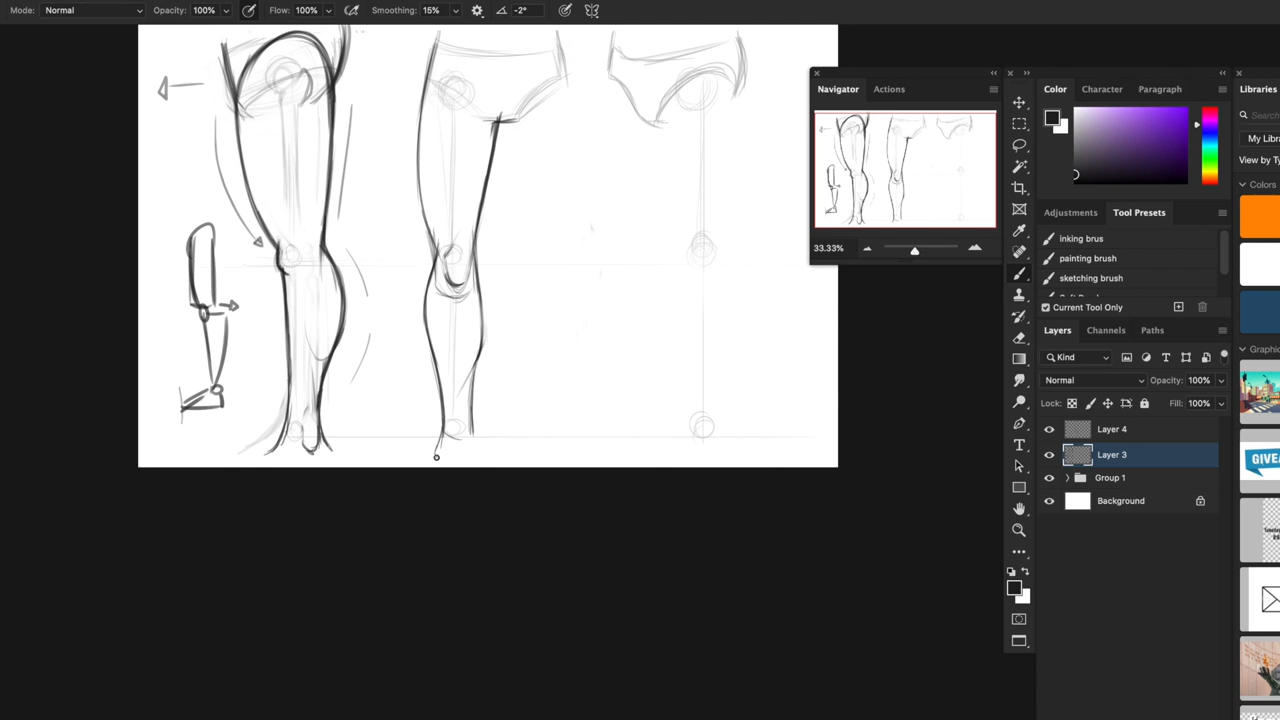 Mode: Normal Opacity: 100% Flow: 100% Smoothing: 15% -2°
Navigator Actions
33.33%
Color Character Paragraph
Adjustments Tool Presets
inking brus
painting brush
sketching brush
Current Tool Only
Layers Channels Paths
Kind
Normal Opacity: 100%
Lock: Fill: 100%
Layer 4
Layer 3
Group 1
Background
Libraries
Search
My Libra
View by Ty
Colors
Graphic
GIVEA